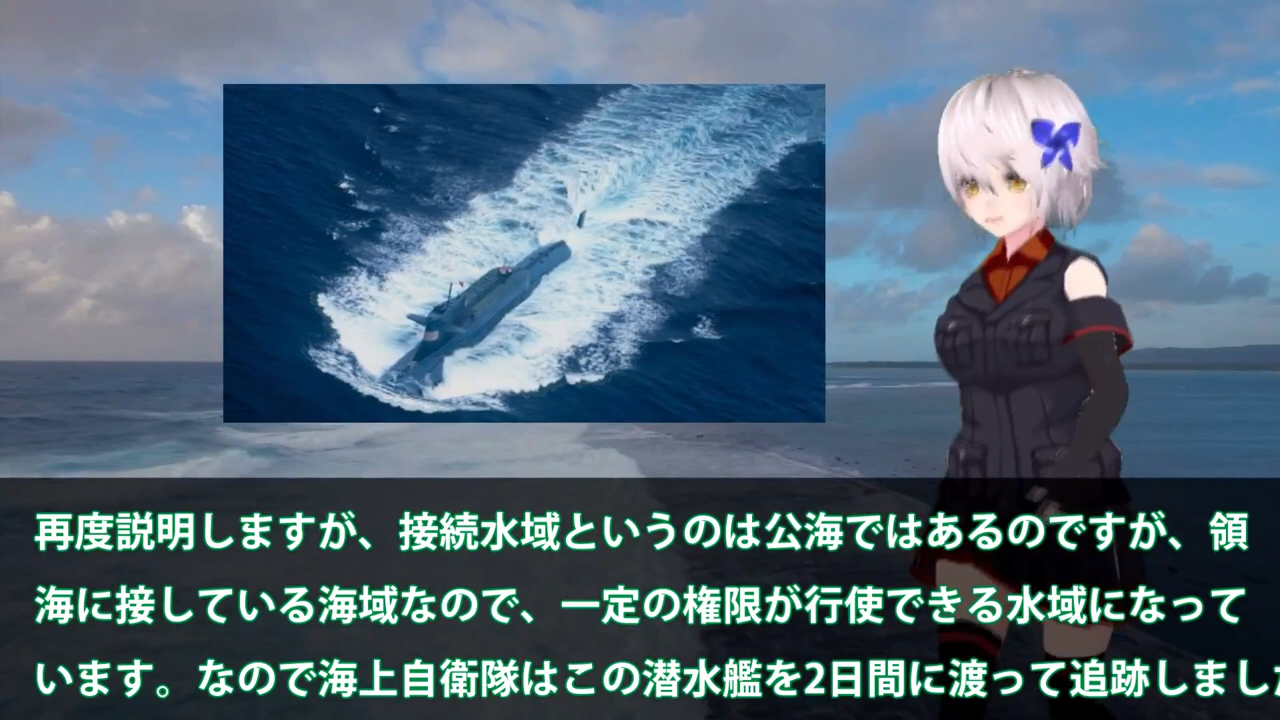 再度説明しますが、接続水域というのは公海ではあるのですが、領
海に接している海域なので、一定の権限が行使できる水域になって
います。なので海上自衛隊はこの潜水艦を2日間に渡って追跡しました